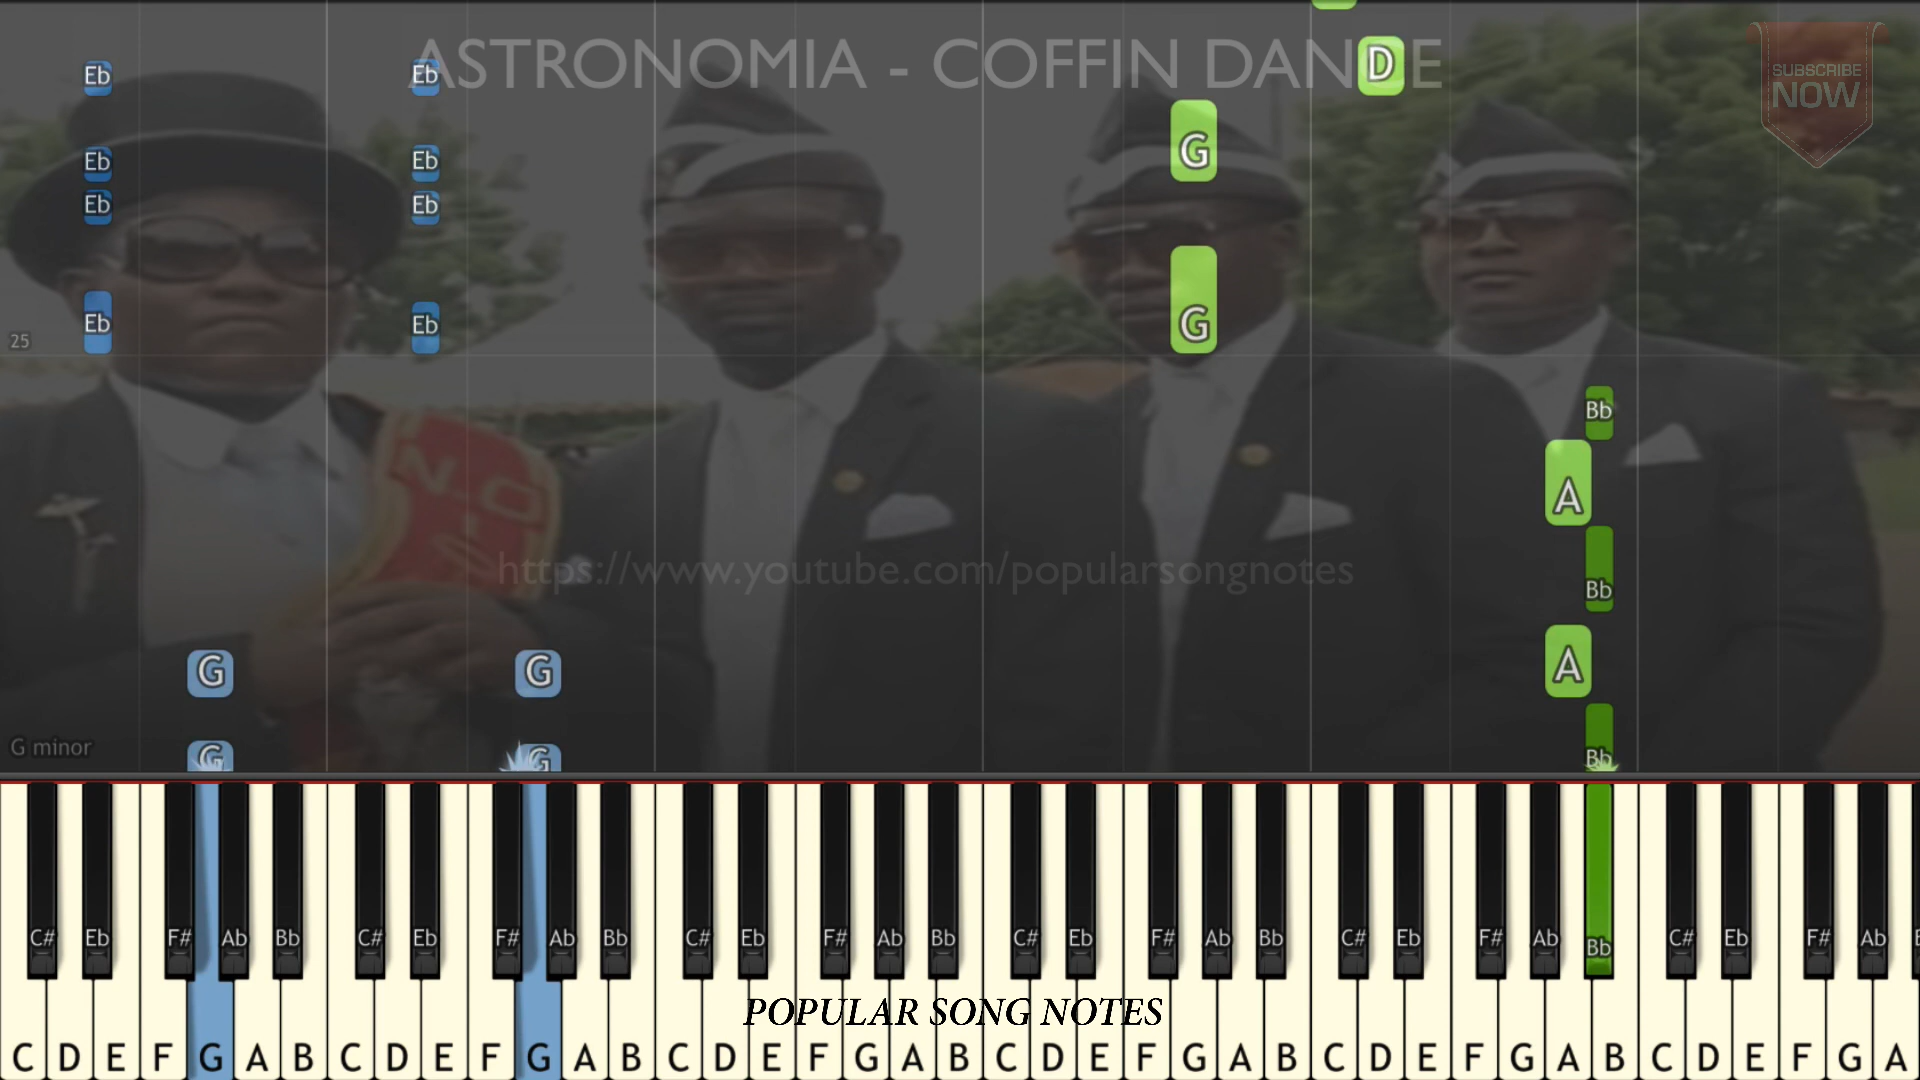 ASTRONOMIA - COFFIN DANCE
SUBSCRIBE
NOW
D
Eb Eb
G
Eb Eb
Eb Eb
Eb Eb G
25
Bb
N O
A
https://www.youtube.com/popularsongnotes
Bb
G G A
G minor
G G Bb
C# Eb F# Ab Bb C# Eb F# Ab Bb C# Eb F# Ab Bb C# Eb F# Ab Bb C# Eb F# Ab Bb C# Eb F# Ab
POPULAR SONG NOTES
C D E F G A B C D E F G A B C D E F G A B C D E F G A B C D E F G A B C D E F G A